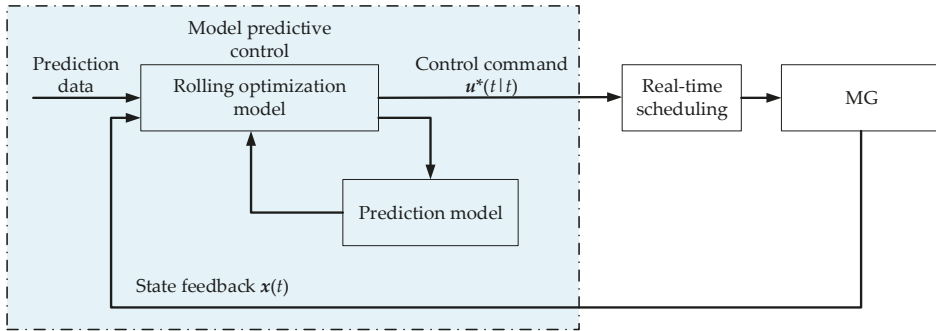 Model predictive
control
Prediction
data
Rolling optimization
model
Control command
u*(t|t)
Real-time
scheduling
MG
Prediction model
State feedback x(t)